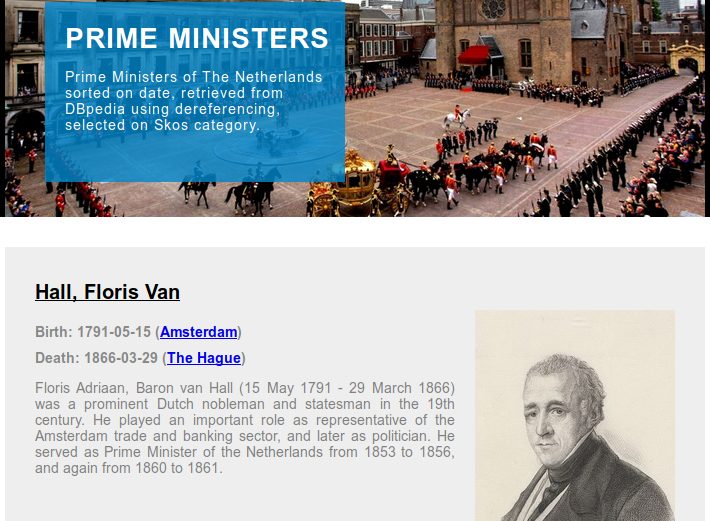 PRIME MINISTERS
Prime Ministers of The Netherlands
sorted on date, retrieved from
DBpedia using dereferencing,
selected on Skos category.
Hall, Floris Van
Birth: 1791-05-15 (Amsterdam)
Death: 1866-03-29 (The Hague)
Floris Adriaan, Baron van Hall (15 May 1791 - 29 March 1866)
was a prominent Dutch nobleman and statesman in the 19th
century. He played an important role as representative of the
Amsterdam trade and banking sector, and later as politician. He
served as Prime Minister of the Netherlands from 1853 to 1856,
and again from 1860 to 1861.